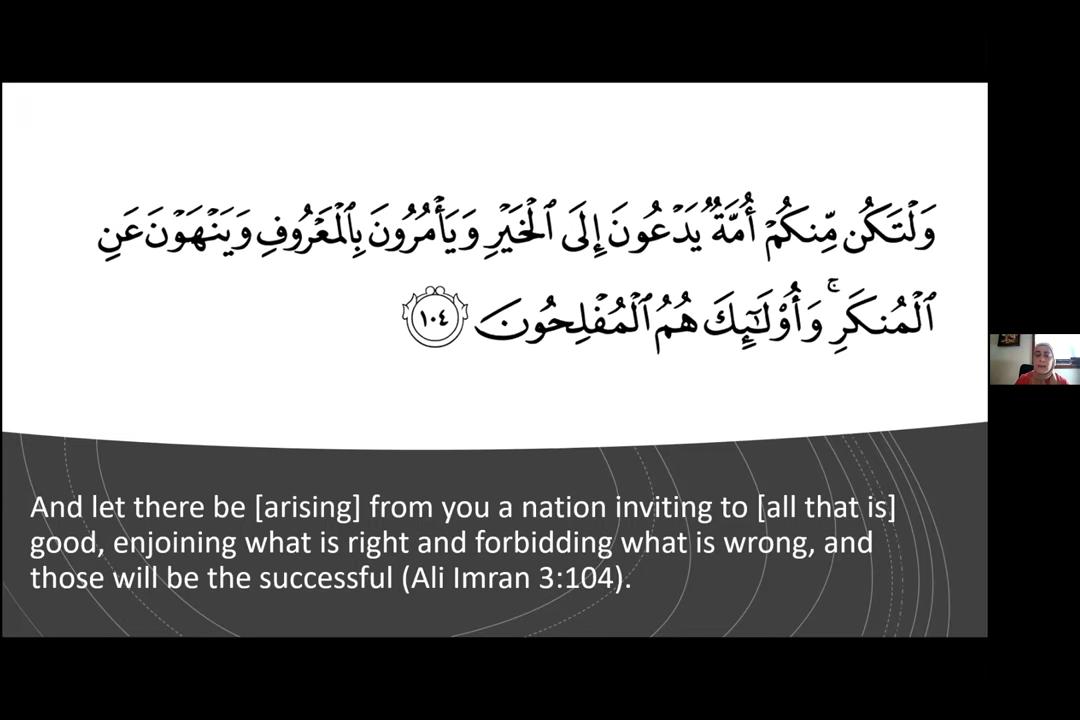 وَلْتَكُن مِّنكُمْ أُمَّةٌ يَدْعُونَ إِلَى ٱلْخَيْرِ وَيَأْمُرُونَ بِٱلْمَعْرُوفِ وَيَنْهَوْنَ عَنِ
ٱلْمُنكَرِ ۚ وَأُو۟لَـٰٓئِكَ هُمُ ٱلْمُفْلِحُونَ ١٠٤
And let there be [arising] from you a nation inviting to [all that is]
good, enjoining what is right and forbidding what is wrong, and
those will be the successful (Ali Imran 3:104).